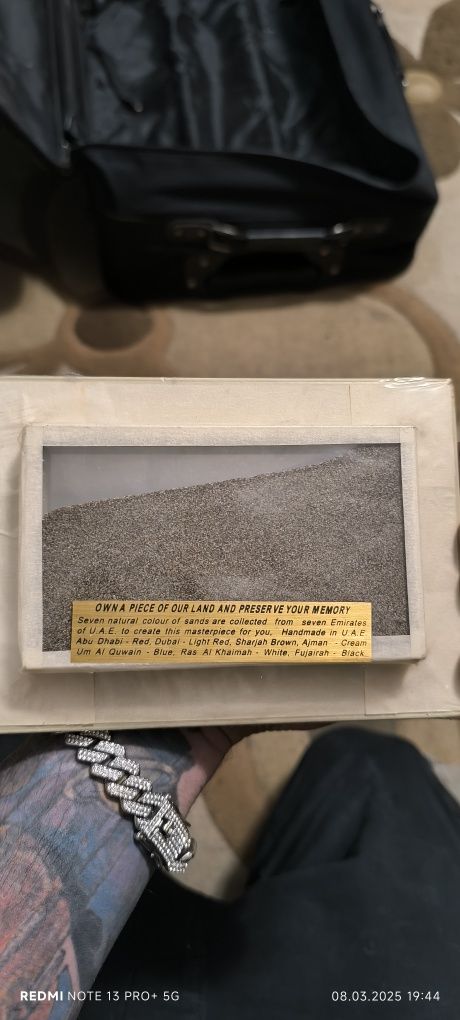 OWN A PIECE OF OUR LAND AND PRESERVE YOUR MEMORY
Seven natural colour of sands are collected from seven Emirates
of U.A.E. to create this masterpiece for you, Handmade in U.A.E
Abu Dhabi - Red, Dubai - Light Red, Sharjah Brown, Ajman - Cream
Um Al Quwain - Blue, Ras Al Khaimah - White, Fujairah - Black.
REDMI NOTE 13 PRO+ 5G
08.03.2025 19:44